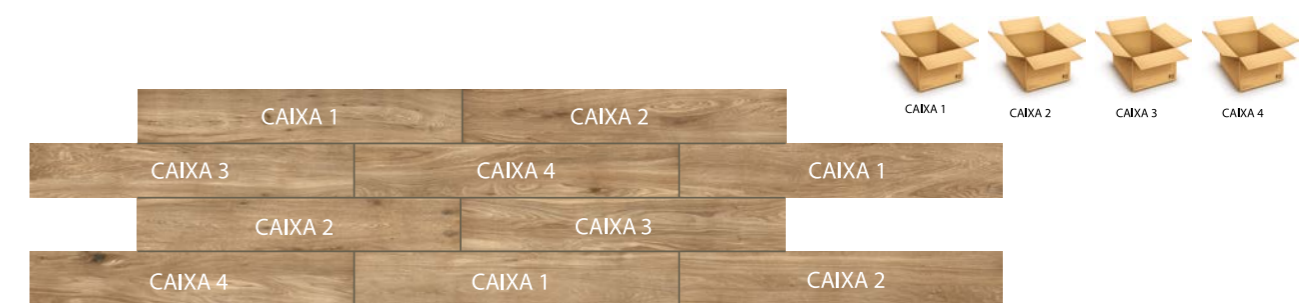 CAIXA 1 CAIXA 2 CAIXA 3 CAIXA 4
CAIXA 1 CAIXA 2
CAIXA 3 CAIXA 4 CAIXA 1
CAIXA 2 CAIXA 3
CAIXA 4 CAIXA 1 CAIXA 2